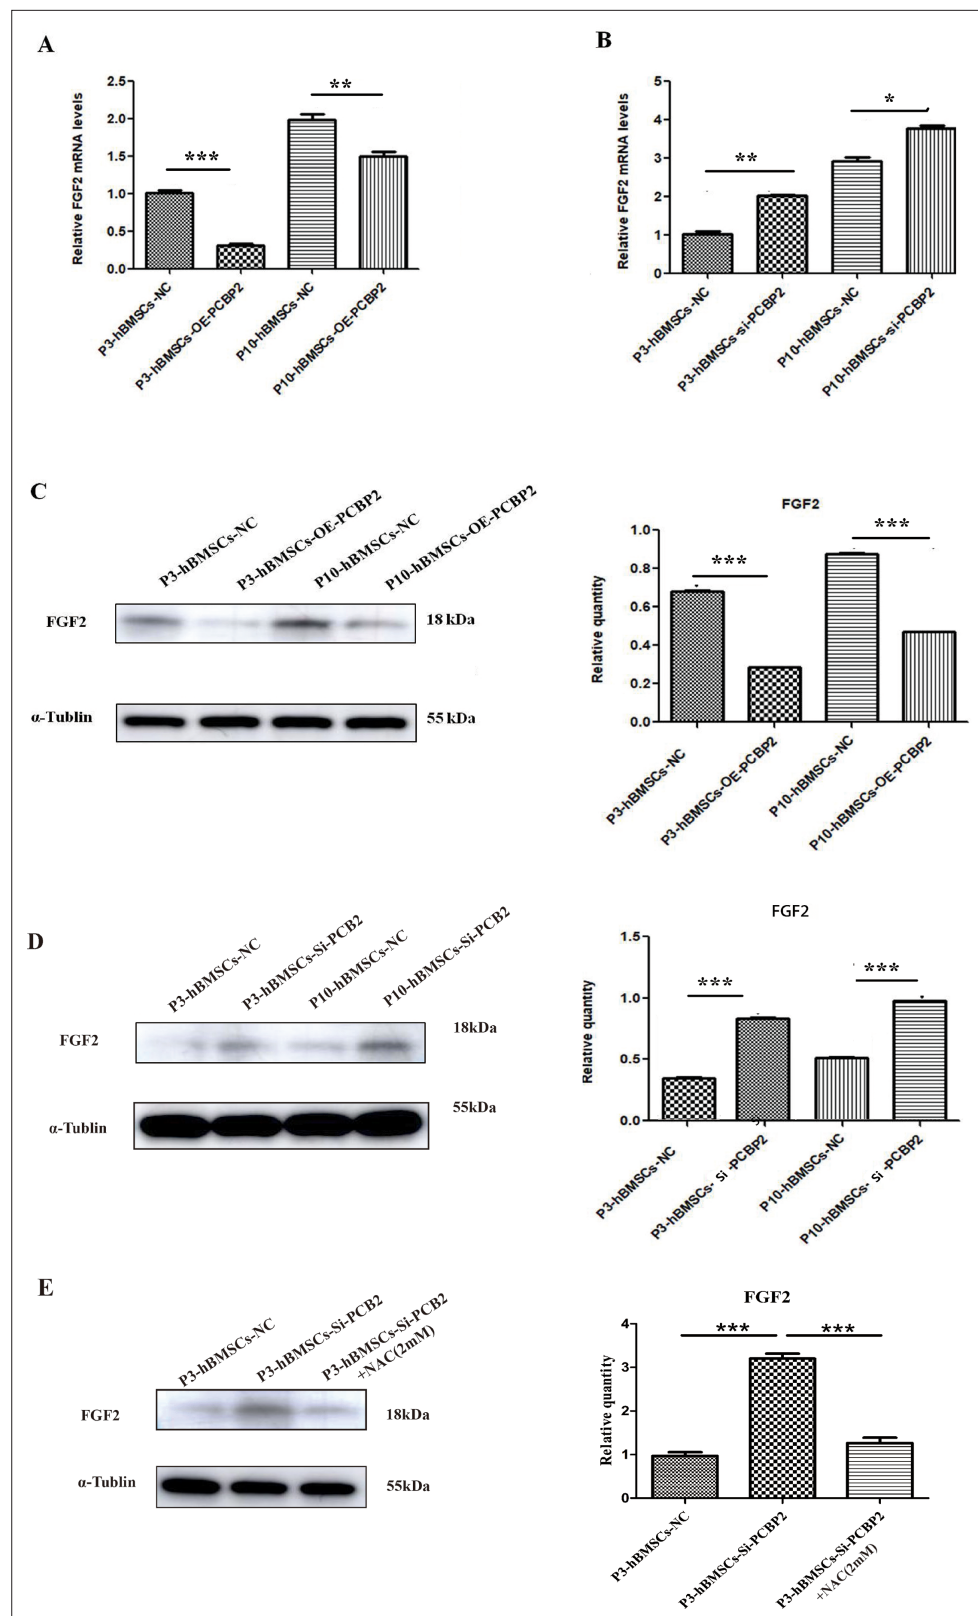 A
Relative FGF2 mRNA levels
2.5
2.0
1.5
1.0
0.5
0.0
***
**
P3-hBMSCs-NC
P3-hBMSCs-OE-PCBP2
P10-hBMSCs-NC
P10-hBMSCs-OE-PCBP2
B
Relative FGF2 mRNA levels
5
4
3
2
1
0
**
*
P3-hBMSCs-NC
P3-hBMSCs-si-PCBP2
P10-hBMSCs-NC
P10-hBMSCs-si-PCBP2
C
P3-hBMSCs-NC
P3-hBMSCs-OE-PCBP2
P10-hBMSCs-NC
P10-hBMSCs-OE-PCBP2
FGF2
18 kDa
α-Tublin
55 kDa
FGF2
Relative quantity
1.0
0.8
0.6
0.4
0.2
0.0
***
***
P3-hBMSCs-NC
P3-hBMSCs-OE-PCBP2
P10-hBMSCs-NC
P10-hBMSCs-OE-PCBP2
D
P3-hBMSCs-NC
P3-hBMSCs-Si-PCB2
P10-hBMSCs-NC
P10-hBMSCs-Si-PCB2
FGF2
18kDa
α-Tublin
55kDa
FGF2
Relative quantity
1.5
1.0
0.5
0.0
***
***
P3-hBMSCs-NC
P3-hBMSCs- Si -PCBP2
P10-hBMSCs-NC
P10-hBMSCs- Si -PCBP2
E
P3-hBMSCs-NC
P3-hBMSCs-Si-PCB2
P3-hBMSCs-Si-PCB2
+NAC(2mM)
FGF2
18kDa
α-Tublin
55kDa
FGF2
Relative quantity
4
3
2
1
0
***
***
P3-hBMSCs-NC
P3-hBMSCs-Si-PCBP2
P3-hBMSCs-Si-PCBP2
+NAC(2mM)